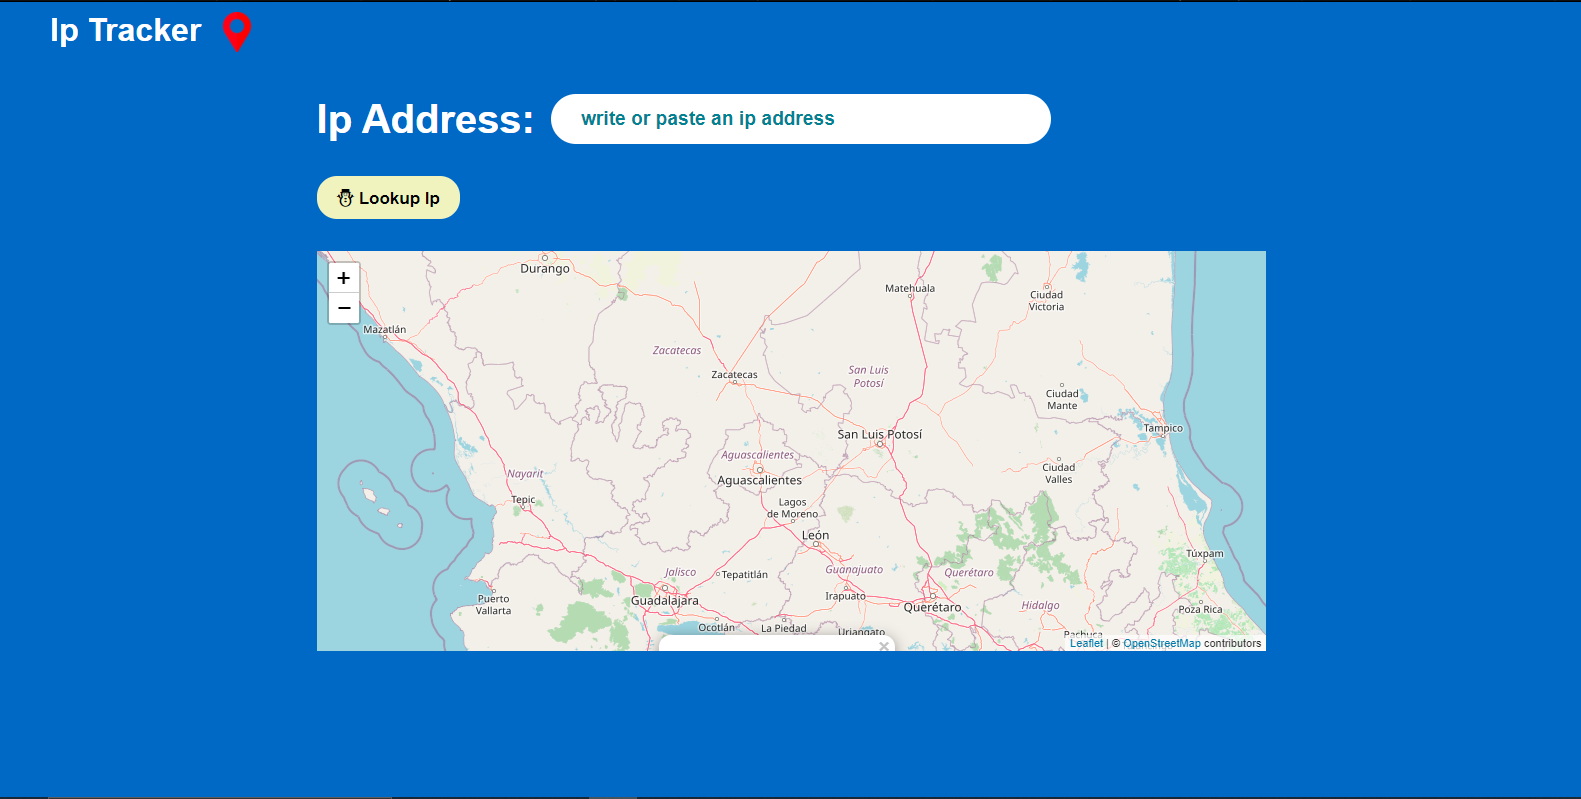 Ip Tracker
Ip Address:
write or paste an ip address
Lookup Ip
+
−
Durango
Matehuala
Ciudad
Victoria
Mazatlán
Zacatecas
Zacatecas
San Luis
Potosí
Ciudad
Mante
Tampico
San Luis Potosí
Aguascalientes
Aguascalientes
Ciudad
Valles
Nayarit
Tepic
Lagos
de Moreno
León
Túxpam
Jalisco
Tepatitlán
Guanajuato
Querétaro
Puerto
Vallarta
Guadalajara
Irapuato
Querétaro
Hidalgo
Poza Rica
Ocotlán
La Piedad
Uriangato
Pachuca
×
Leaflet | © OpenStreetMap contributors